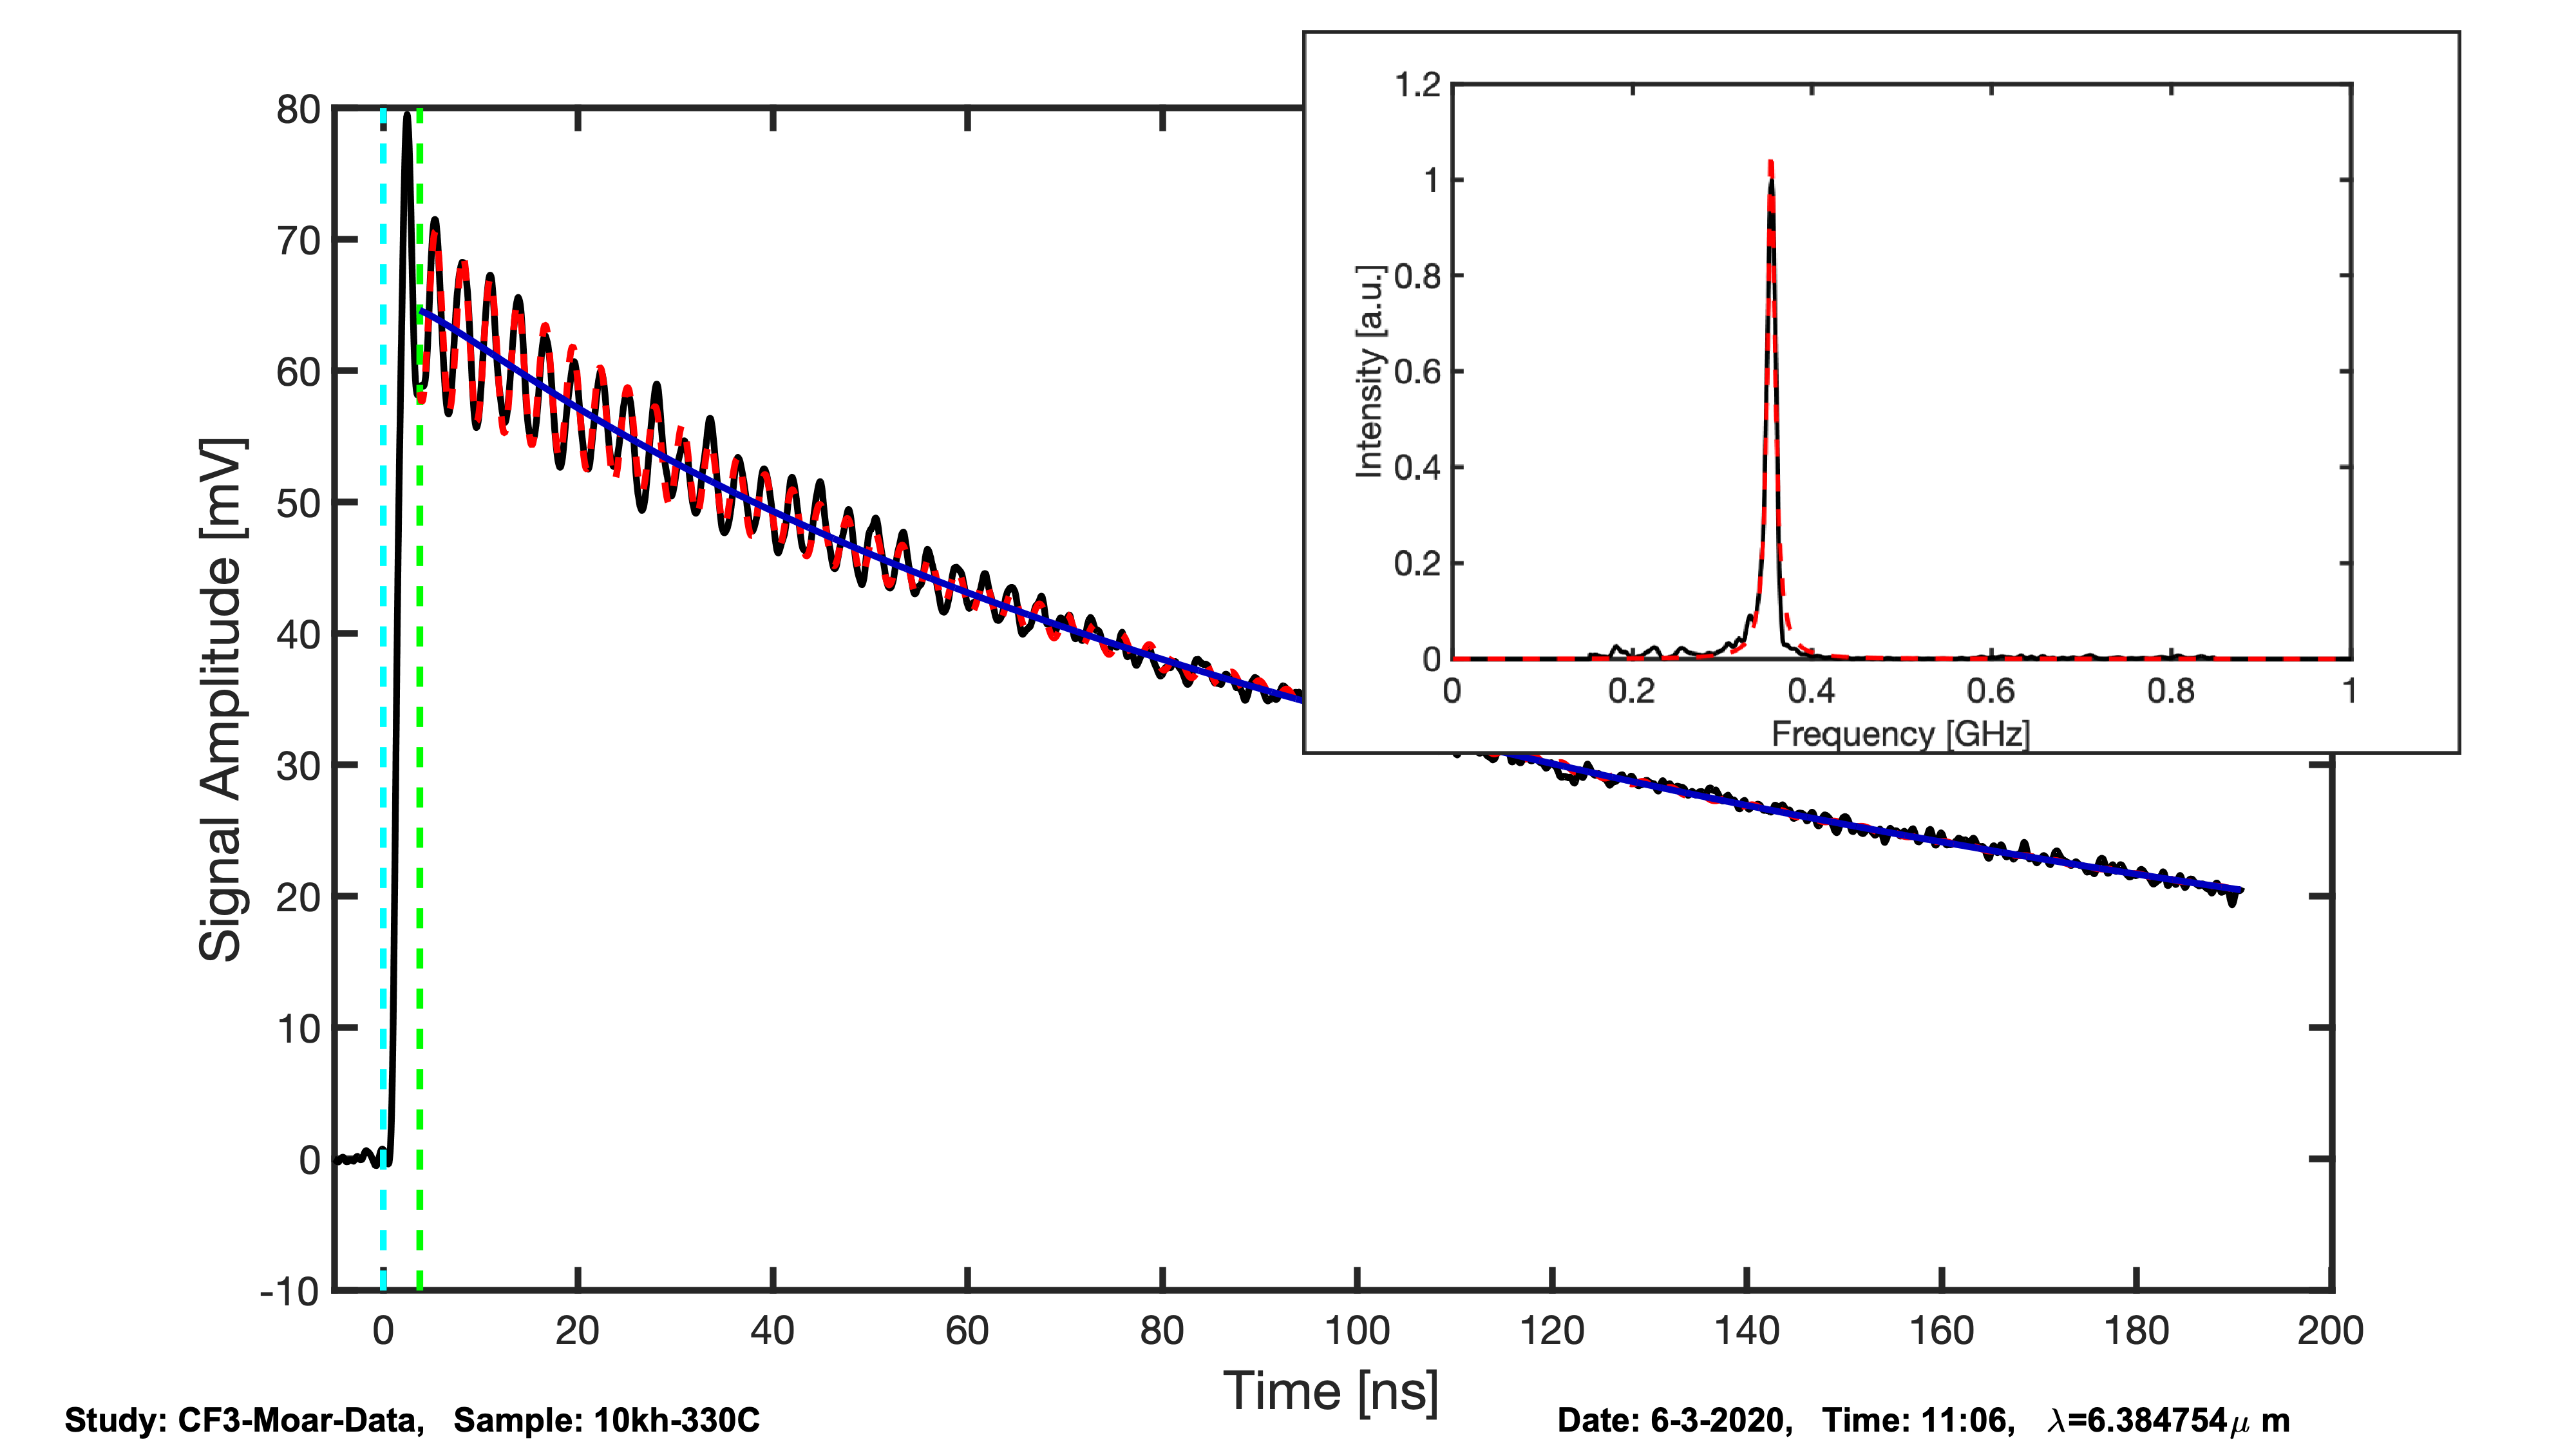 1.2
1
0.8
0.6
0.4
0.2
0
Intensity [a.u.]
0 0.2 0.4 0.6 0.8 1
Frequency [GHz]
80
70
60
50
40
30
20
10
0
-10
Signal Amplitude [mV]
0 20 40 60 80 100 120 140 160 180 200
Time [ns]
Study: CF3-Moar-Data, Sample: 10kh-330C
Date: 6-3-2020, Time: 11:06, λ=6.384754μ m